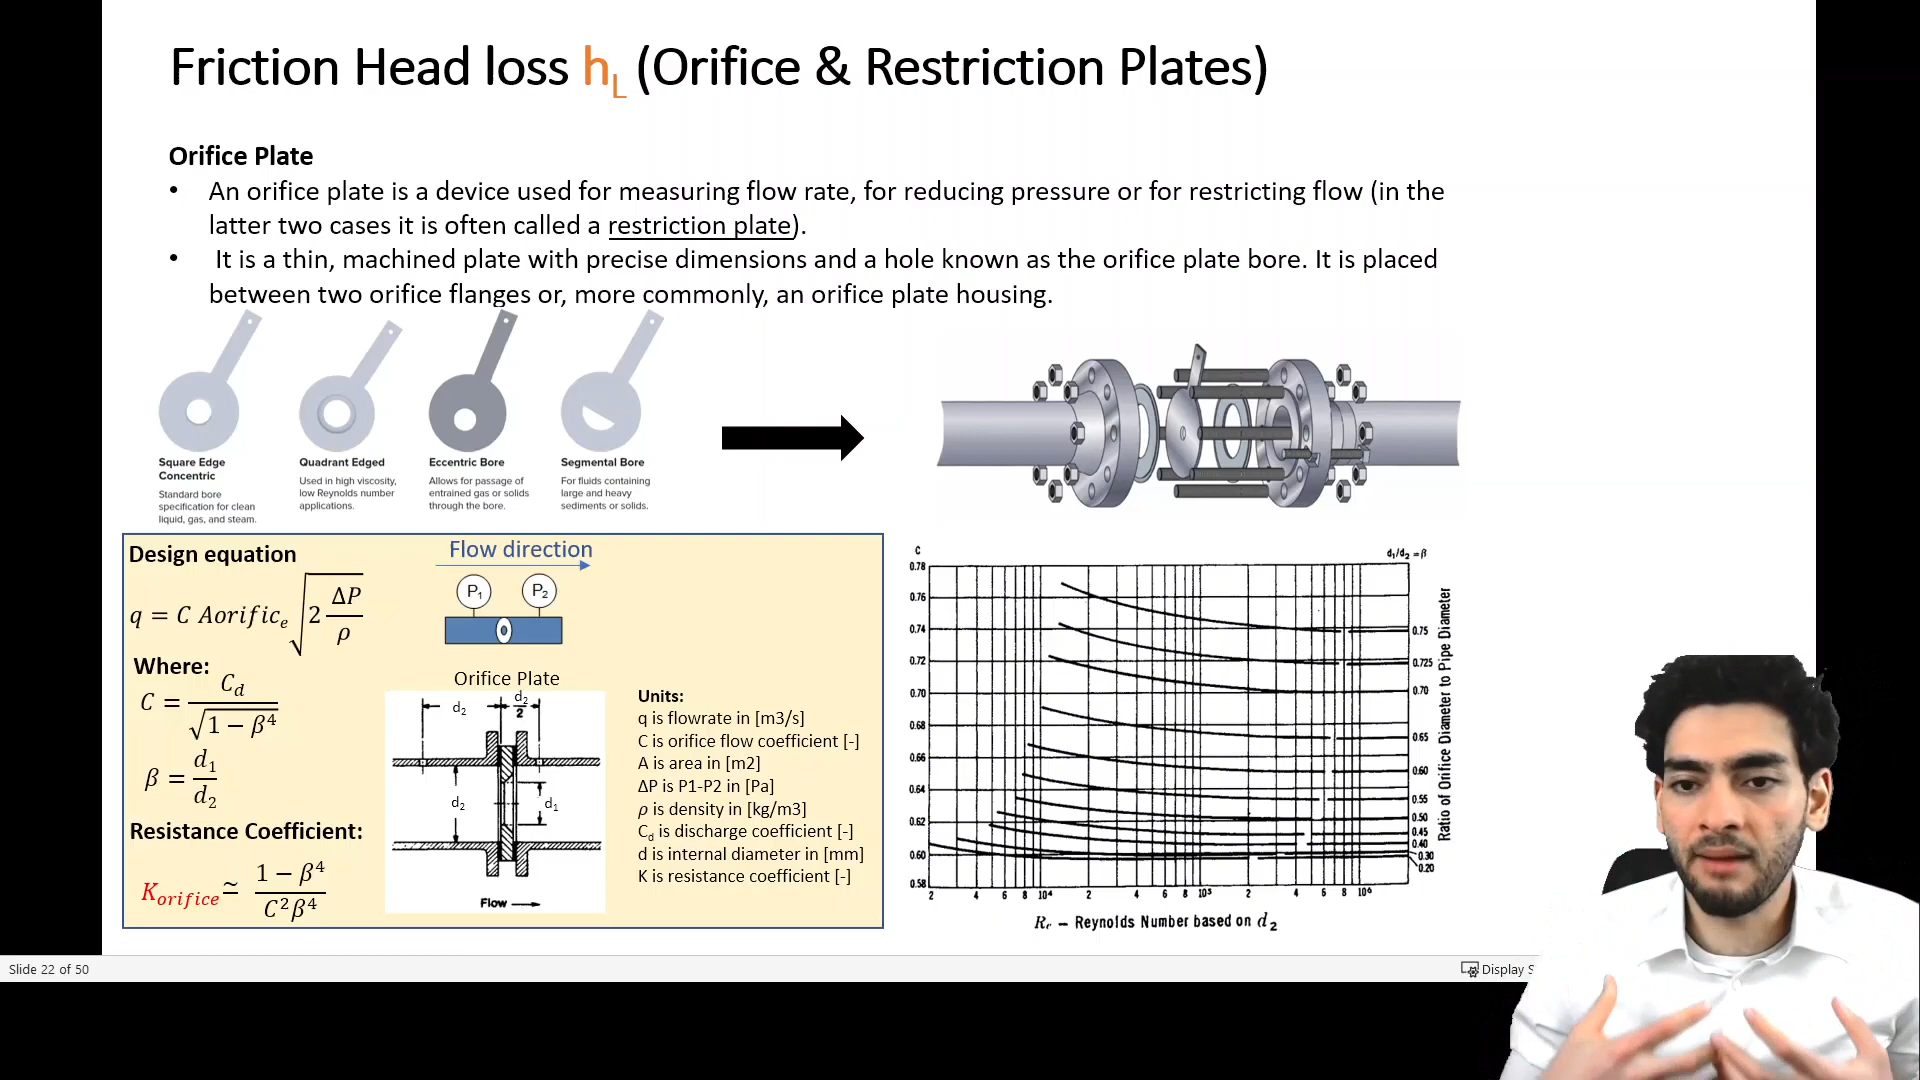 Friction Head loss hL (Orifice & Restriction Plates)
Orifice Plate
• An orifice plate is a device used for measuring flow rate, for reducing pressure or for restricting flow (in the
latter two cases it is often called a restriction plate).
• It is a thin, machined plate with precise dimensions and a hole known as the orifice plate bore. It is placed
between two orifice flanges or, more commonly, an orifice plate housing.
Square Edge
Concentric
Standard bore
specification for clean
liquid, gas, and steam.
Quadrant Edged
Used in high viscosity,
low Reynolds number
applications.
Eccentric Bore
Allows for passage of
entrained gas or solids
through the bore.
Segmental Bore
For fluids containing
large and heavy
sediments or solids.
Design equation
q = C Aorifice √(2 ΔP/ρ)
Where:
C = Cd/√(1 − β⁴)
β = d₁/d₂
Resistance Coefficient:
Korifice ≃ (1 − β⁴)/(C²β⁴)
Flow direction
P₁ P₂
Orifice Plate
d₂ d₂/2
d₂ d₁
Flow
Units:
q is flowrate in [m3/s]
C is orifice flow coefficient [-]
A is area in [m2]
ΔP is P1-P2 in [Pa]
ρ is density in [kg/m3]
Cd is discharge coefficient [-]
d is internal diameter in [mm]
K is resistance coefficient [-]
C
d₁/d₂ = β
0.78
0.76
0.74
0.72
0.70
0.68
0.66
0.64
0.62
0.60
0.58
0.75
0.725
0.70
0.65
0.60
0.55
0.50
0.45
0.40
0.30
0.20
Ratio of Orifice Diameter to Pipe Diameter
2 4 6 8 10⁴ 2 4 6 8 10⁵ 2 4 6 8 10⁶
Re – Reynolds Number based on d₂
Slide 22 of 50
Display S